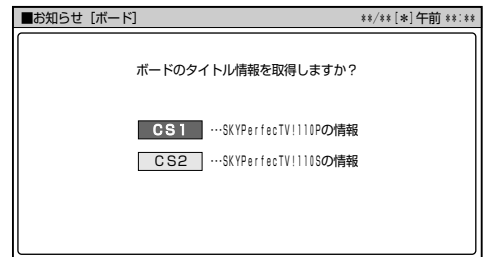 ■お知らせ［ボード］ **/**[*]午前 **:**
ボードのタイトル情報を取得しますか？
CS1 …SKYPerfecTV!110Pの情報
CS2 …SKYPerfecTV!110Sの情報